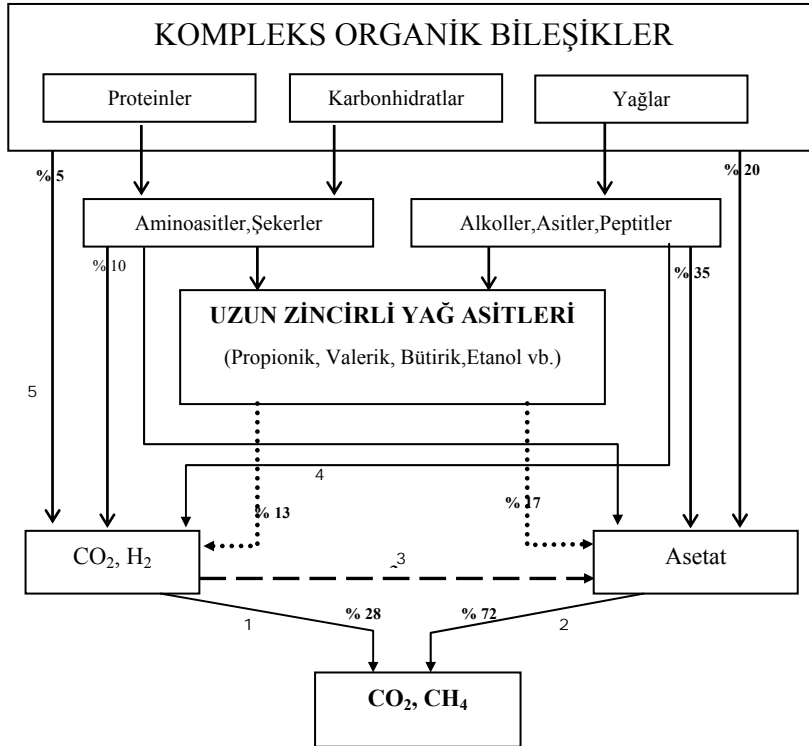 KOMPLEKS ORGANİK BİLEŞİKLER
Proteinler
Karbonhidratlar
Yağlar
% 5
% 20
Aminoasitler,Şekerler
Alkoller,Asitler,Peptitler
% 10
% 35
UZUN ZİNCİRLİ YAĞ ASİTLERİ
(Propionik, Valerik, Bütirik,Etanol vb.)
5
4
% 13
% 17
CO₂, H₂
3
Asetat
% 28
% 72
1
2
CO₂, CH₄